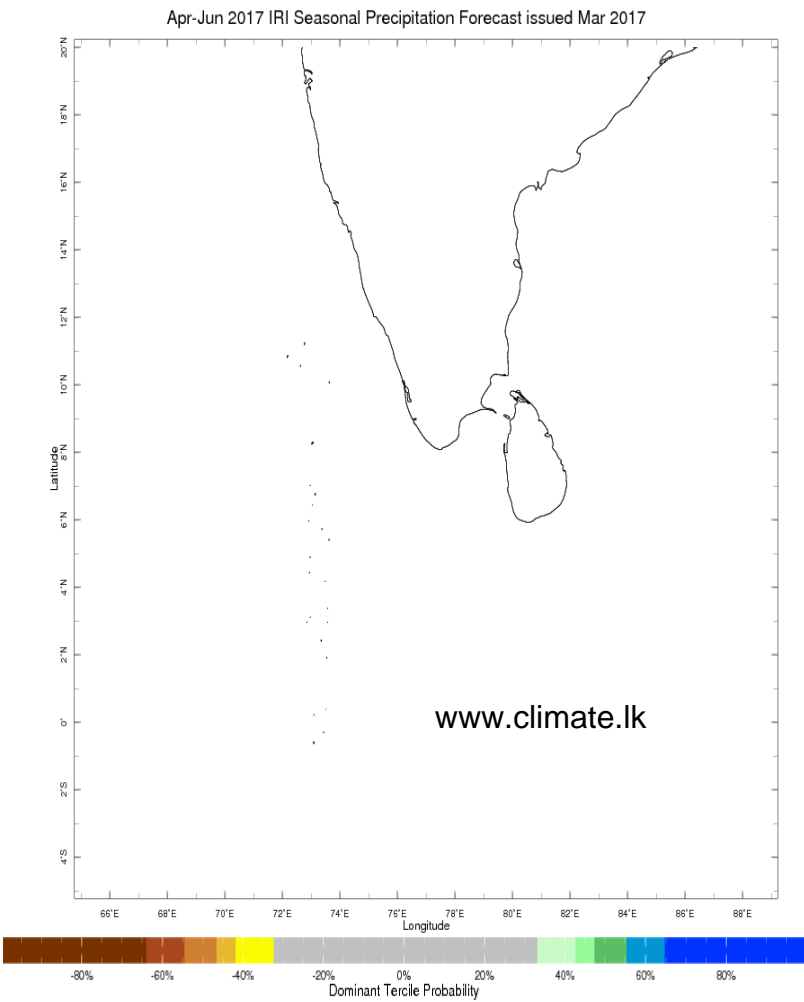 Apr-Jun 2017 IRI Seasonal Precipitation Forecast issued Mar 2017
20°N
18°N
16°N
14°N
12°N
10°N
8°N
6°N
4°N
2°N
0°
2°S
4°S
Latitude
www.climate.lk
66°E 68°E 70°E 72°E 74°E 76°E 78°E 80°E 82°E 84°E 86°E 88°E
Longitude
-80% -60% -40% -20% 0% 20% 40% 60% 80%
Dominant Tercile Probability